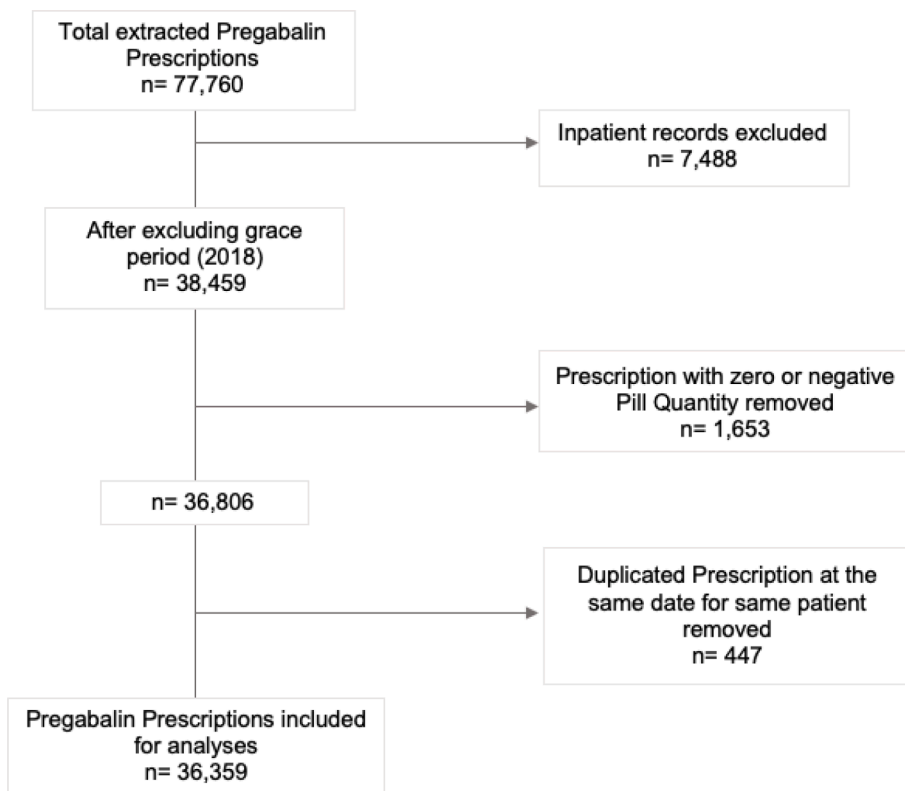 Total extracted Pregabalin
Prescriptions
n= 77,760
Inpatient records excluded
n= 7,488
After excluding grace
period (2018)
n= 38,459
Prescription with zero or negative
Pill Quantity removed
n= 1,653
n= 36,806
Duplicated Prescription at the
same date for same patient
removed
n= 447
Pregabalin Prescriptions included
for analyses
n= 36,359